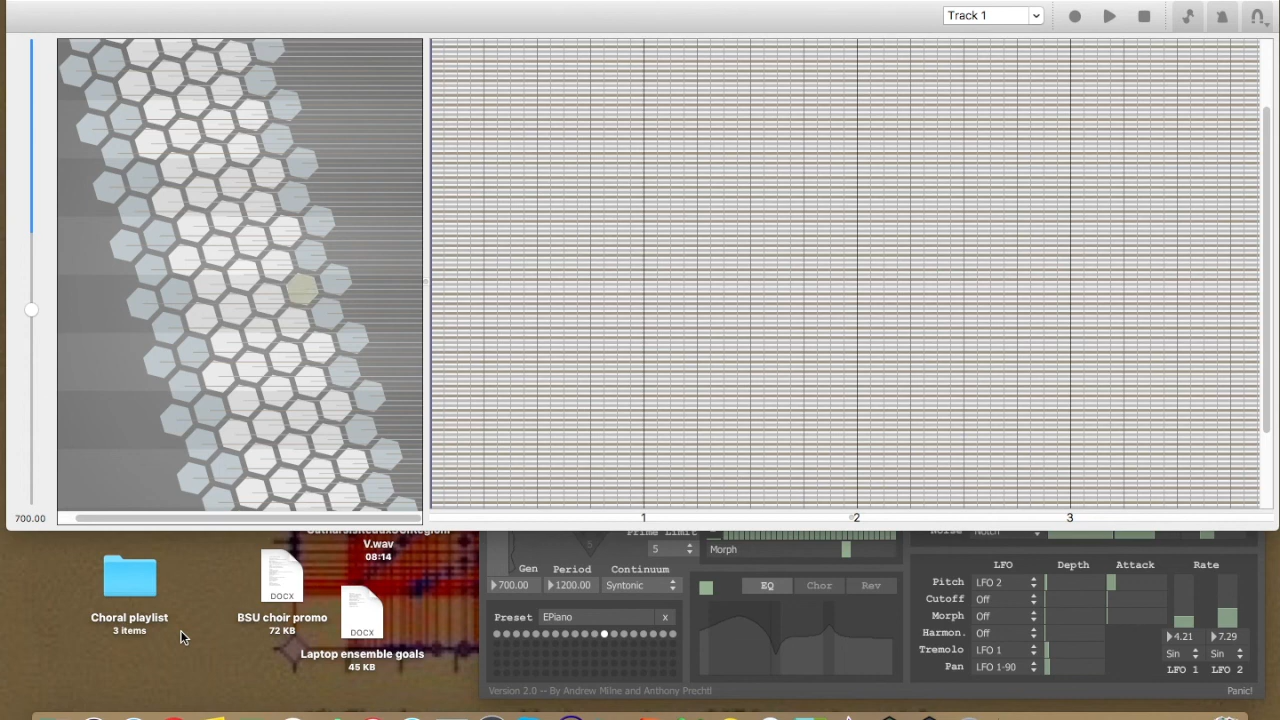 Track 1
700.00
1 2 3
V.wav
08:14
Choral playlist
3 items
DOCX
BSU choir promo
72 KB
DOCX
Laptop ensemble goals
45 KB
Prime Limit
5
Morph
Gen Period Continuum
700.00 1200.00 Syntonic
Preset EPiano x
EQ Chor Rev
Notch
LFO Depth Attack Rate
Pitch LFO 2
Cutoff Off
Morph Off
Harmon. Off
Tremolo LFO 1
Pan LFO 1-90
4.21 7.29
Sin Sin
LFO 1 LFO 2
Version 2.0 -- By Andrew Milne and Anthony Prechtl
Panic!